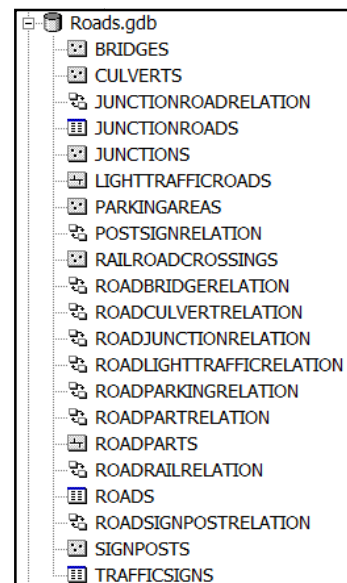 Roads.gdb
BRIDGES
CULVERTS
JUNCTIONROADRELATION
JUNCTIONROADS
JUNCTIONS
LIGHTTRAFFICROADS
PARKINGAREAS
POSTSIGNRELATION
RAILROADCROSSINGS
ROADBRIDGERELATION
ROADCULVERTRELATION
ROADJUNCTIONRELATION
ROADLIGHTTRAFFICRELATION
ROADPARKINGRELATION
ROADPARTRELATION
ROADPARTS
ROADRAILRELATION
ROADS
ROADSIGNPOSTRELATION
SIGNPOSTS
TRAFFICSIGNS